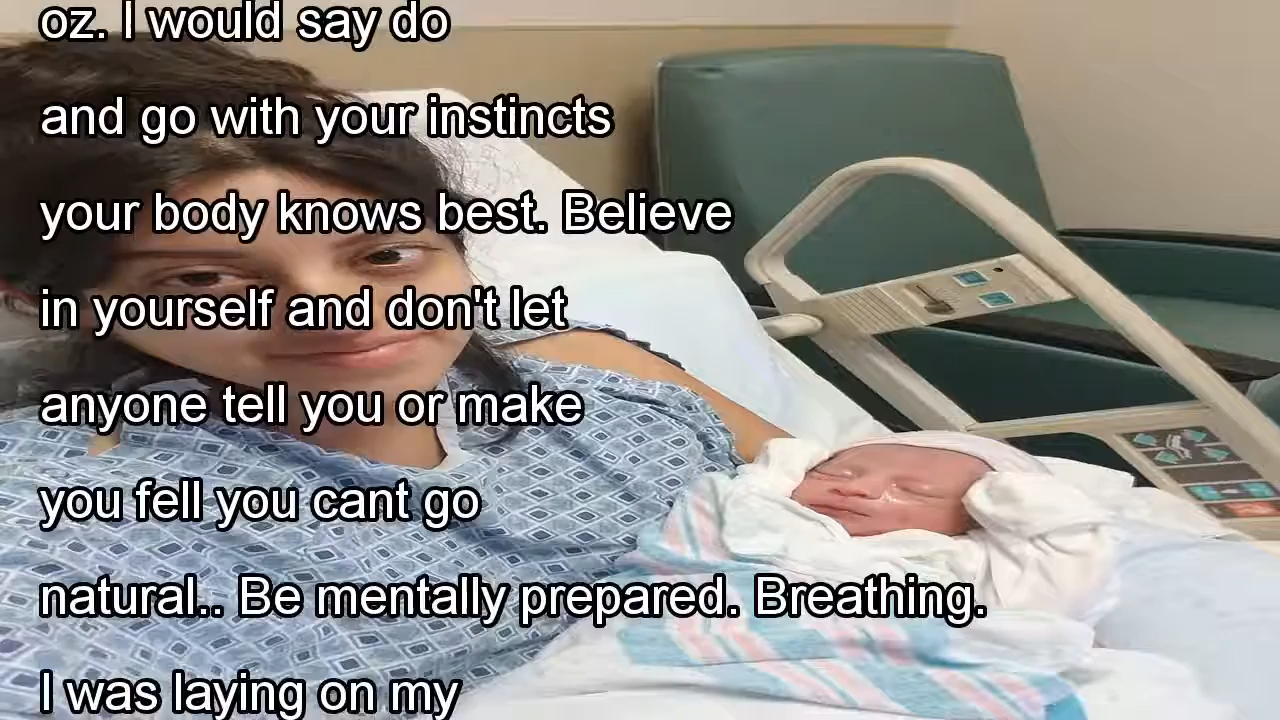 oz. I would say do
and go with your instincts
your body knows best. Believe
in yourself and don't let
anyone tell you or make
you fell you cant go
natural.. Be mentally prepared. Breathing.
I was laying on my